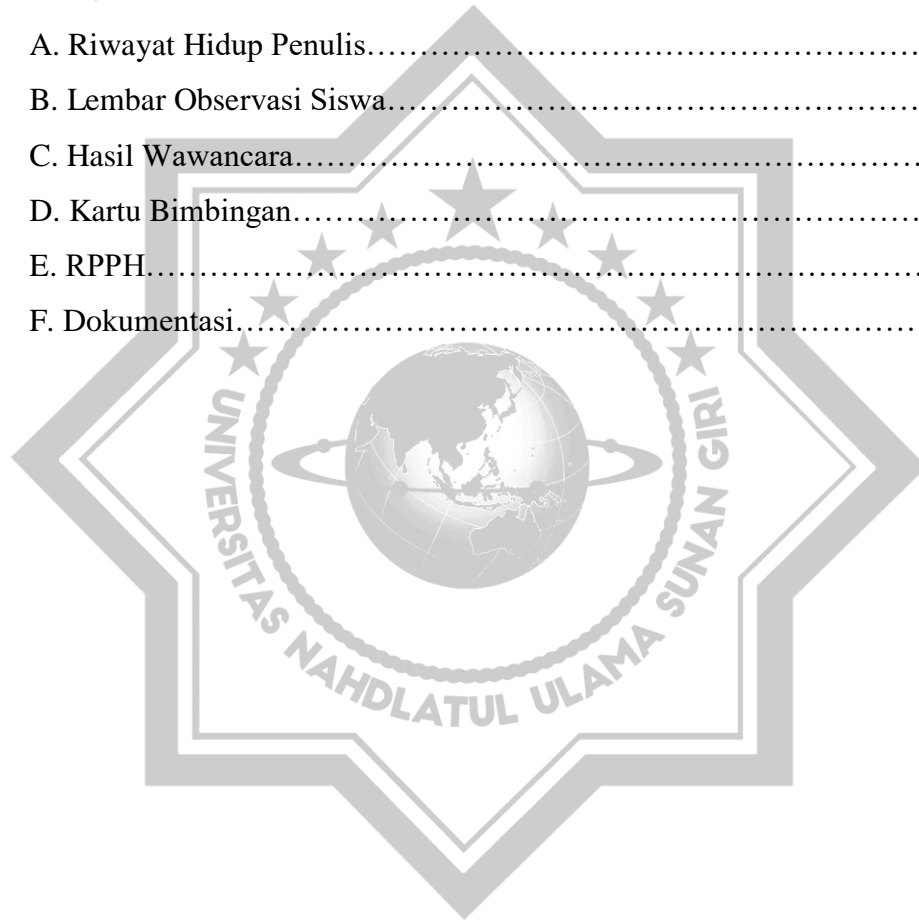 A. Riwayat Hidup Penulis……………………………………………………
B. Lembar Observasi Siswa…………………………………………………
C. Hasil Wawancara……………………………………………………………
D. Kartu Bimbingan……………………………………………………………
E. RPPH…………………………………………………………………………
F. Dokumentasi…………………………………………………………………
UNIVERSITAS NAHDLATUL ULAMA SUNAN GIRI